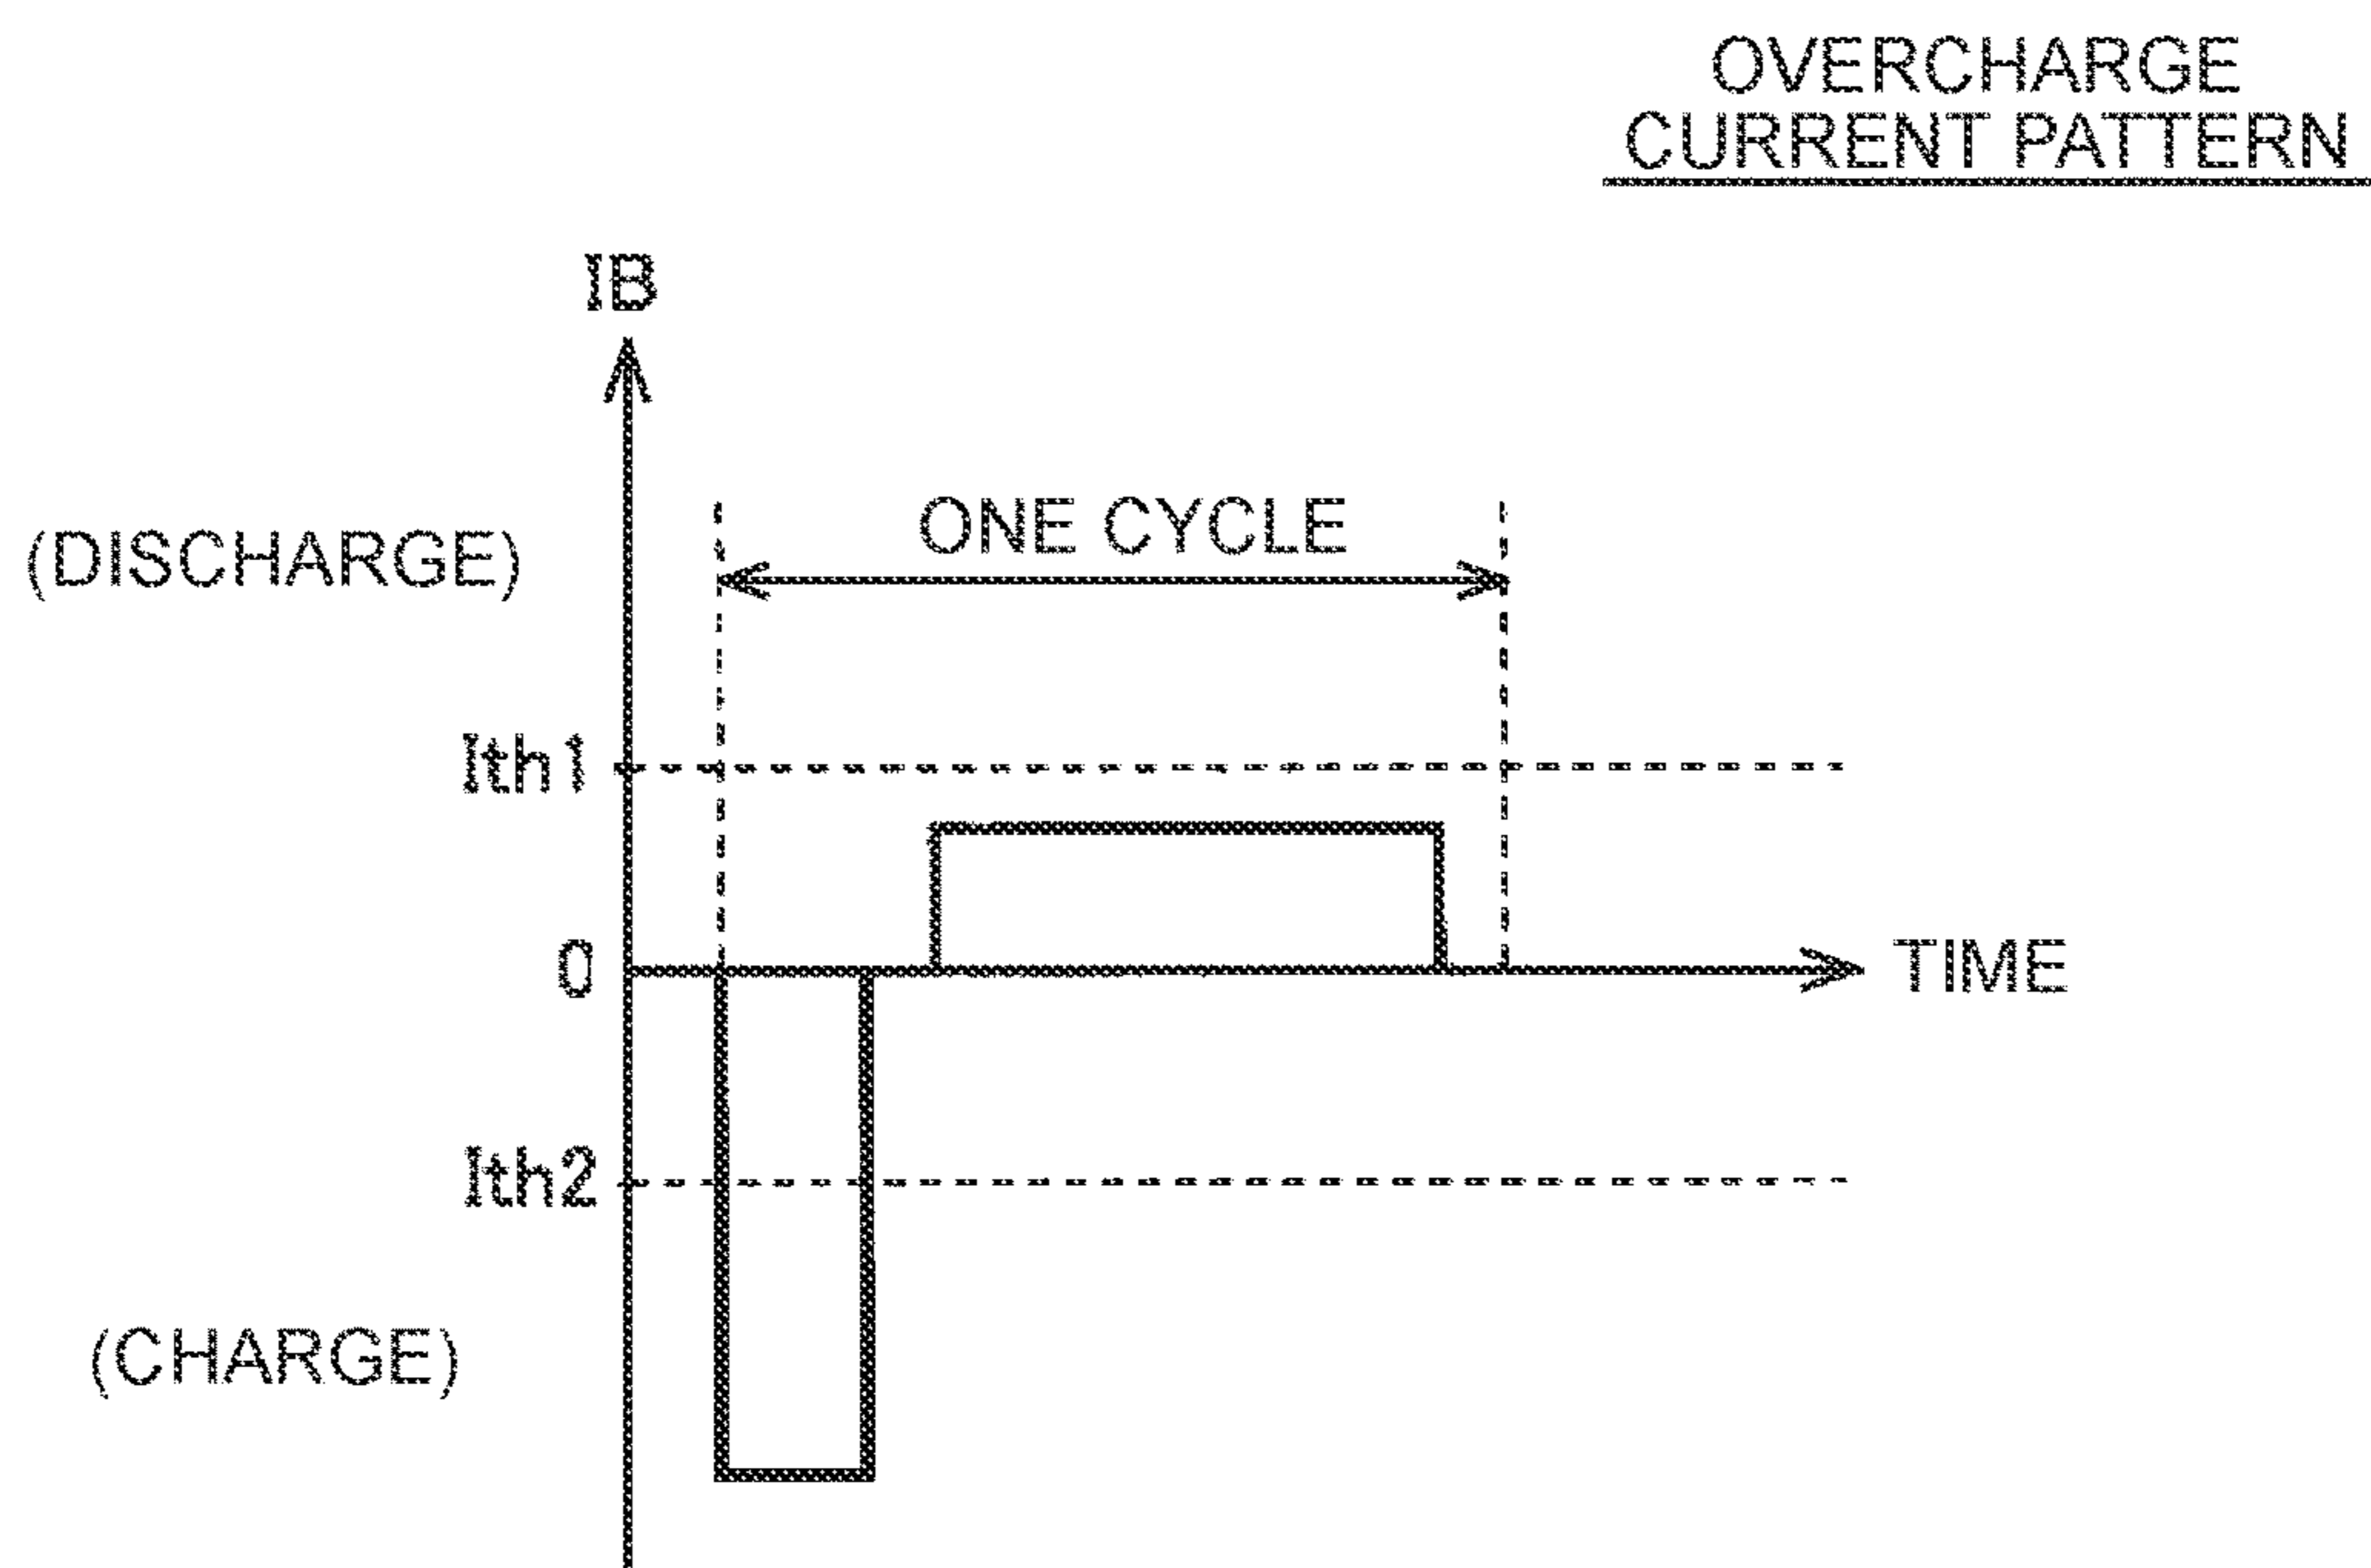 OVERCHARGE
CURRENT PATTERN
IB
ONE CYCLE
(DISCHARGE)
Ith1
0
TIME
Ith2
(CHARGE)